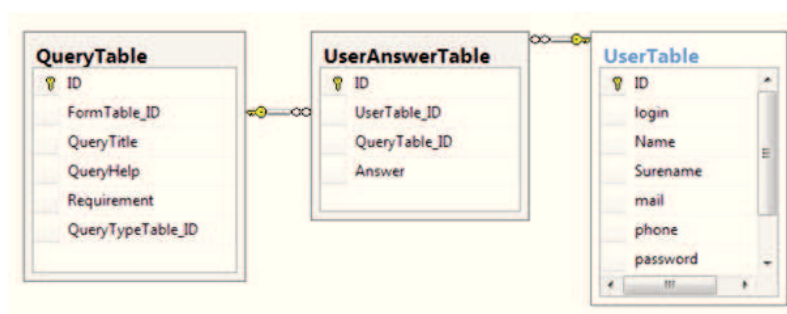 QueryTable
ID
FormTable_ID
QueryTitle
QueryHelp
Requirement
QueryTypeTable_ID
UserAnswerTable
ID
UserTable_ID
QueryTable_ID
Answer
UserTable
ID
login
Name
Surename
mail
phone
password